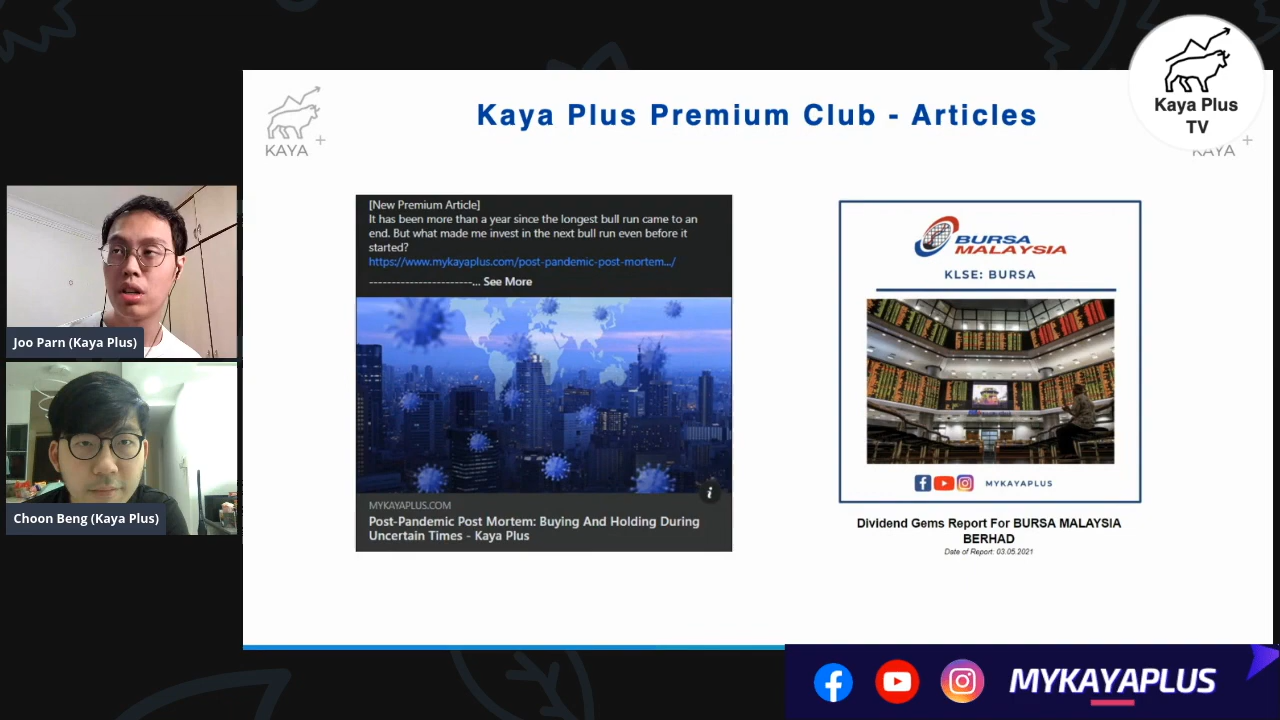 Kaya Plus Premium Club - Articles
KAYA
Kaya Plus
TV
KAYA
[New Premium Article]
It has been more than a year since the longest bull run came to an
end. But what made me invest in the next bull run even before it
started?
https://www.mykayaplus.com/post-pandemic-post-mortem.../
-----------------------... See More
MYKAYAPLUS.COM
Post-Pandemic Post Mortem: Buying And Holding During
Uncertain Times - Kaya Plus
BURSA
MALAYSIA
KLSE: BURSA
MYKAYAPLUS
Dividend Gems Report For BURSA MALAYSIA
BERHAD
Date of Report: 03.05.2021
Joo Parn (Kaya Plus)
Choon Beng (Kaya Plus)
MYKAYAPLUS